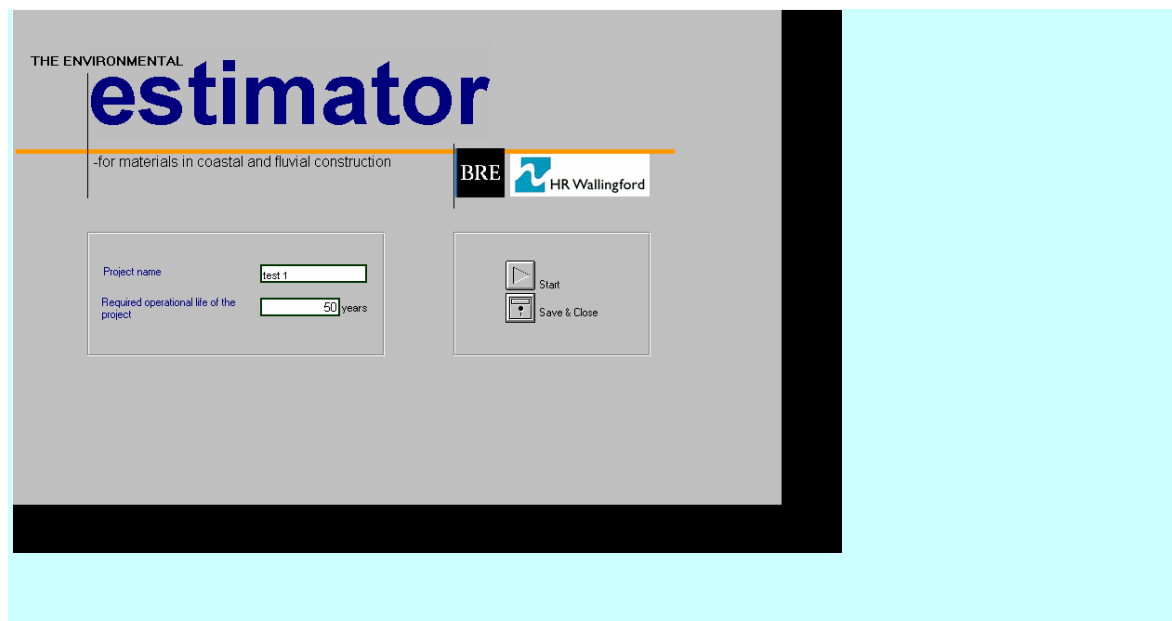 THE ENVIRONMENTAL
estimator
-for materials in coastal and fluvial construction
BRE
HR Wallingford
Project name
test 1
Required operational life of the
project
50 years
Start
Save & Close